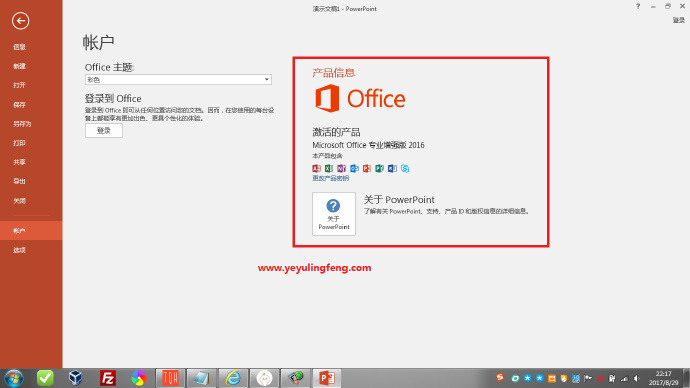 演示文稿1 - PowerPoint
?
登录
信息
新建
打开
保存
另存为
打印
共享
导出
关闭
帐户
选项
帐户
Office 主题:
彩色
登录到 Office
登录到 Office 即可从任何位置访问您的文档。因而，在您使用的每台设
备上都能享有更加出色、更具个性化的体验。
登录
产品信息
Office
激活的产品
Microsoft Office 专业增强版 2016
本产品包含
更改产品密钥
?
关于
PowerPoint
关于 PowerPoint
了解有关 PowerPoint、支持、产品 ID 和版权信息的详细信息。
www.yeyulingfeng.com
22:17
2017/8/29